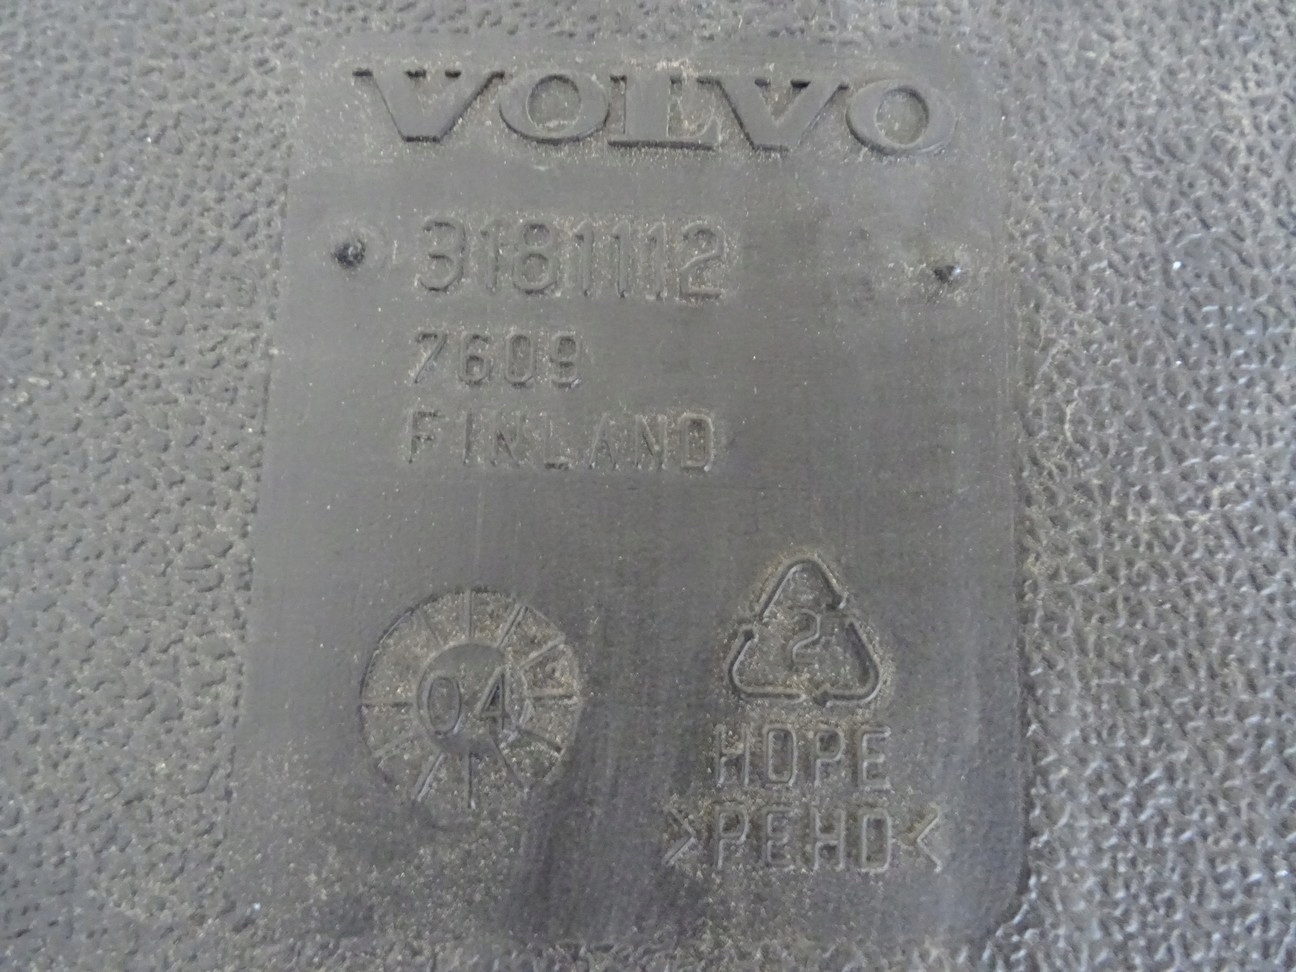 VOLVO
3181112
7609
FINLAND
04
2
HDPE
>PEHD<